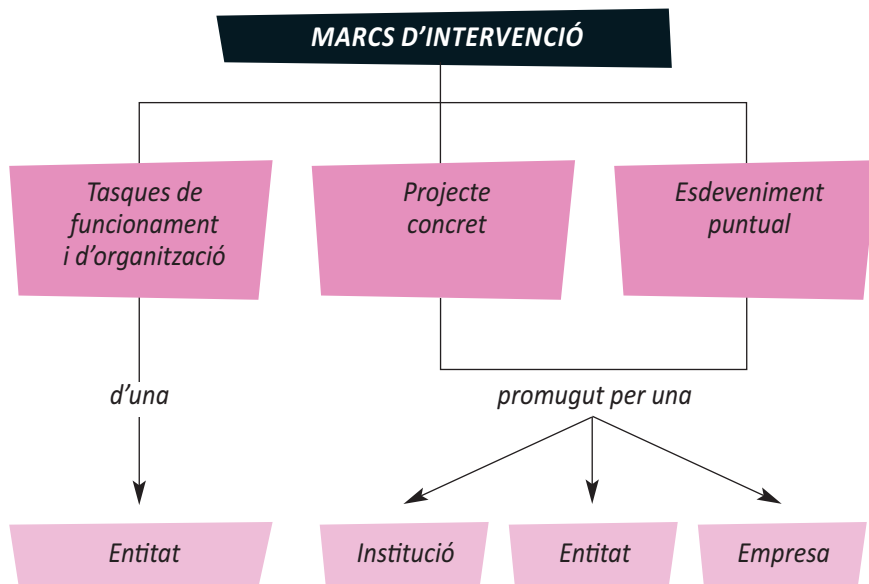 MARCS D’INTERVENCIÓ
Tasques de
funcionament
i d’organització
Projecte
concret
Esdeveniment
puntual
d’una
promugut per una
Entitat
Institució
Entitat
Empresa